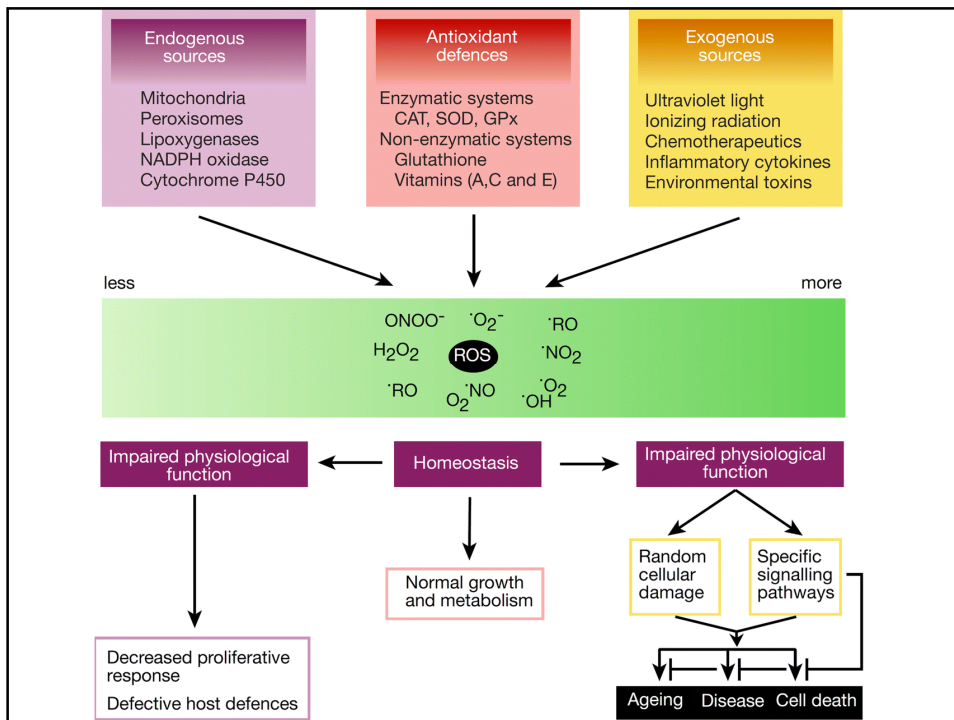 Endogenous
sources
Mitochondria
Peroxisomes
Lipoxygenases
NADPH oxidase
Cytochrome P450
Antioxidant
defences
Enzymatic systems
CAT, SOD, GPx
Non-enzymatic systems
Glutathione
Vitamins (A,C and E)
Exogenous
sources
Ultraviolet light
Ionizing radiation
Chemotherapeutics
Inflammatory cytokines
Environmental toxins
less
more
ONOO⁻
·O₂⁻
·RO
H₂O₂
ROS
·NO₂
·RO
O₂
·NO
·OH
·O₂
Impaired physiological
function
Homeostasis
Impaired physiological
function
Normal growth
and metabolism
Random
cellular
damage
Specific
signalling
pathways
Decreased proliferative
response
Defective host defences
Ageing
Disease
Cell death